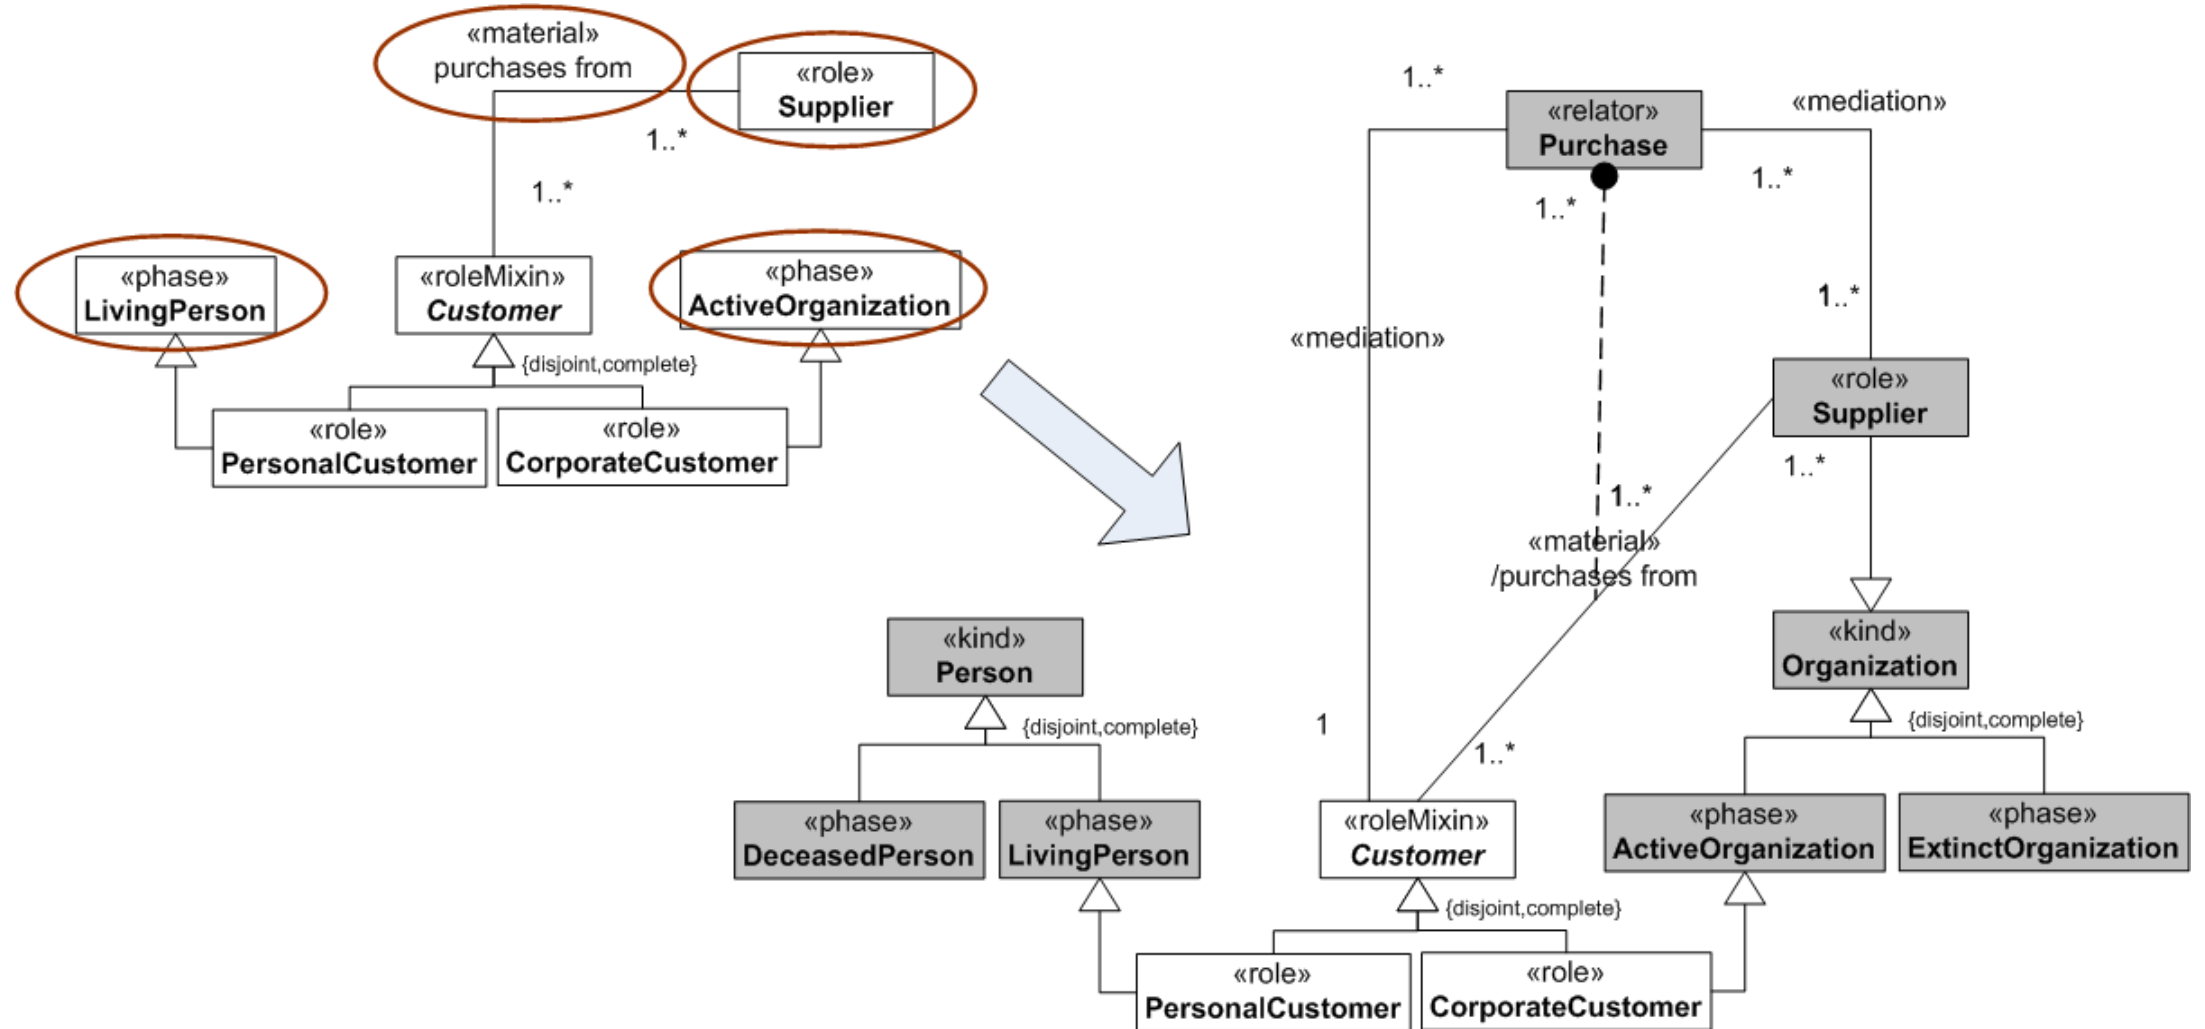 «material»
purchases from
«role»
Supplier
1..*
1..*
«phase»
LivingPerson
«roleMixin»
Customer
«phase»
ActiveOrganization
{disjoint,complete}
«role»
PersonalCustomer
«role»
CorporateCustomer
1..*
«relator»
Purchase
«mediation»
1..*
1..*
1..*
«mediation»
«role»
Supplier
1..*
1..*
«material»
/purchases from
«kind»
Person
{disjoint,complete}
«kind»
Organization
{disjoint,complete}
1
1..*
«phase»
DeceasedPerson
«phase»
LivingPerson
«roleMixin»
Customer
«phase»
ActiveOrganization
«phase»
ExtinctOrganization
{disjoint,complete}
«role»
PersonalCustomer
«role»
CorporateCustomer